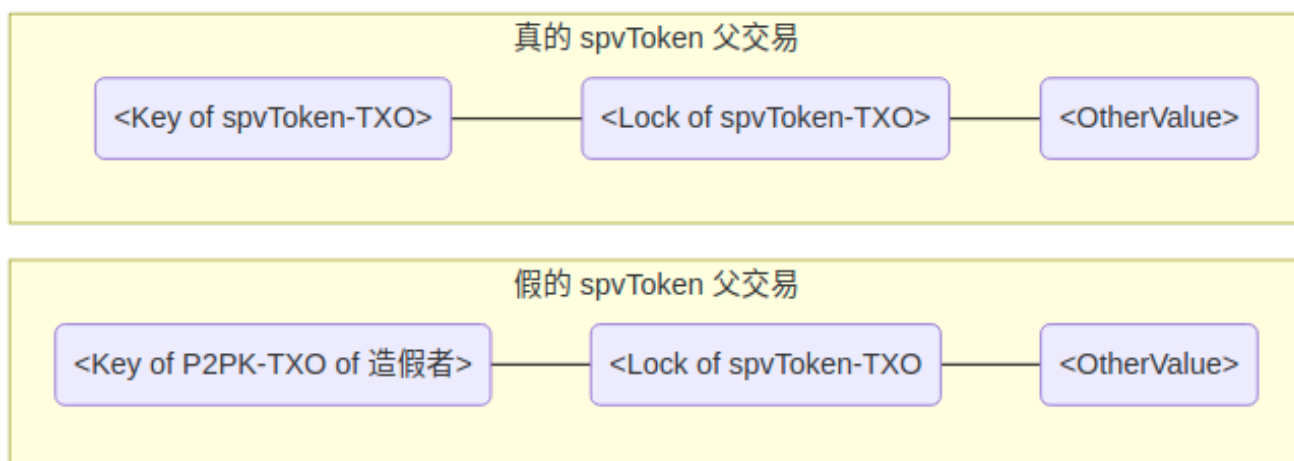 真的 spvToken 父交易
<Key of spvToken-TXO> <Lock of spvToken-TXO> <OtherValue>
假的 spvToken 父交易
<Key of P2PK-TXO of 造假者> <Lock of spvToken-TXO <OtherValue>